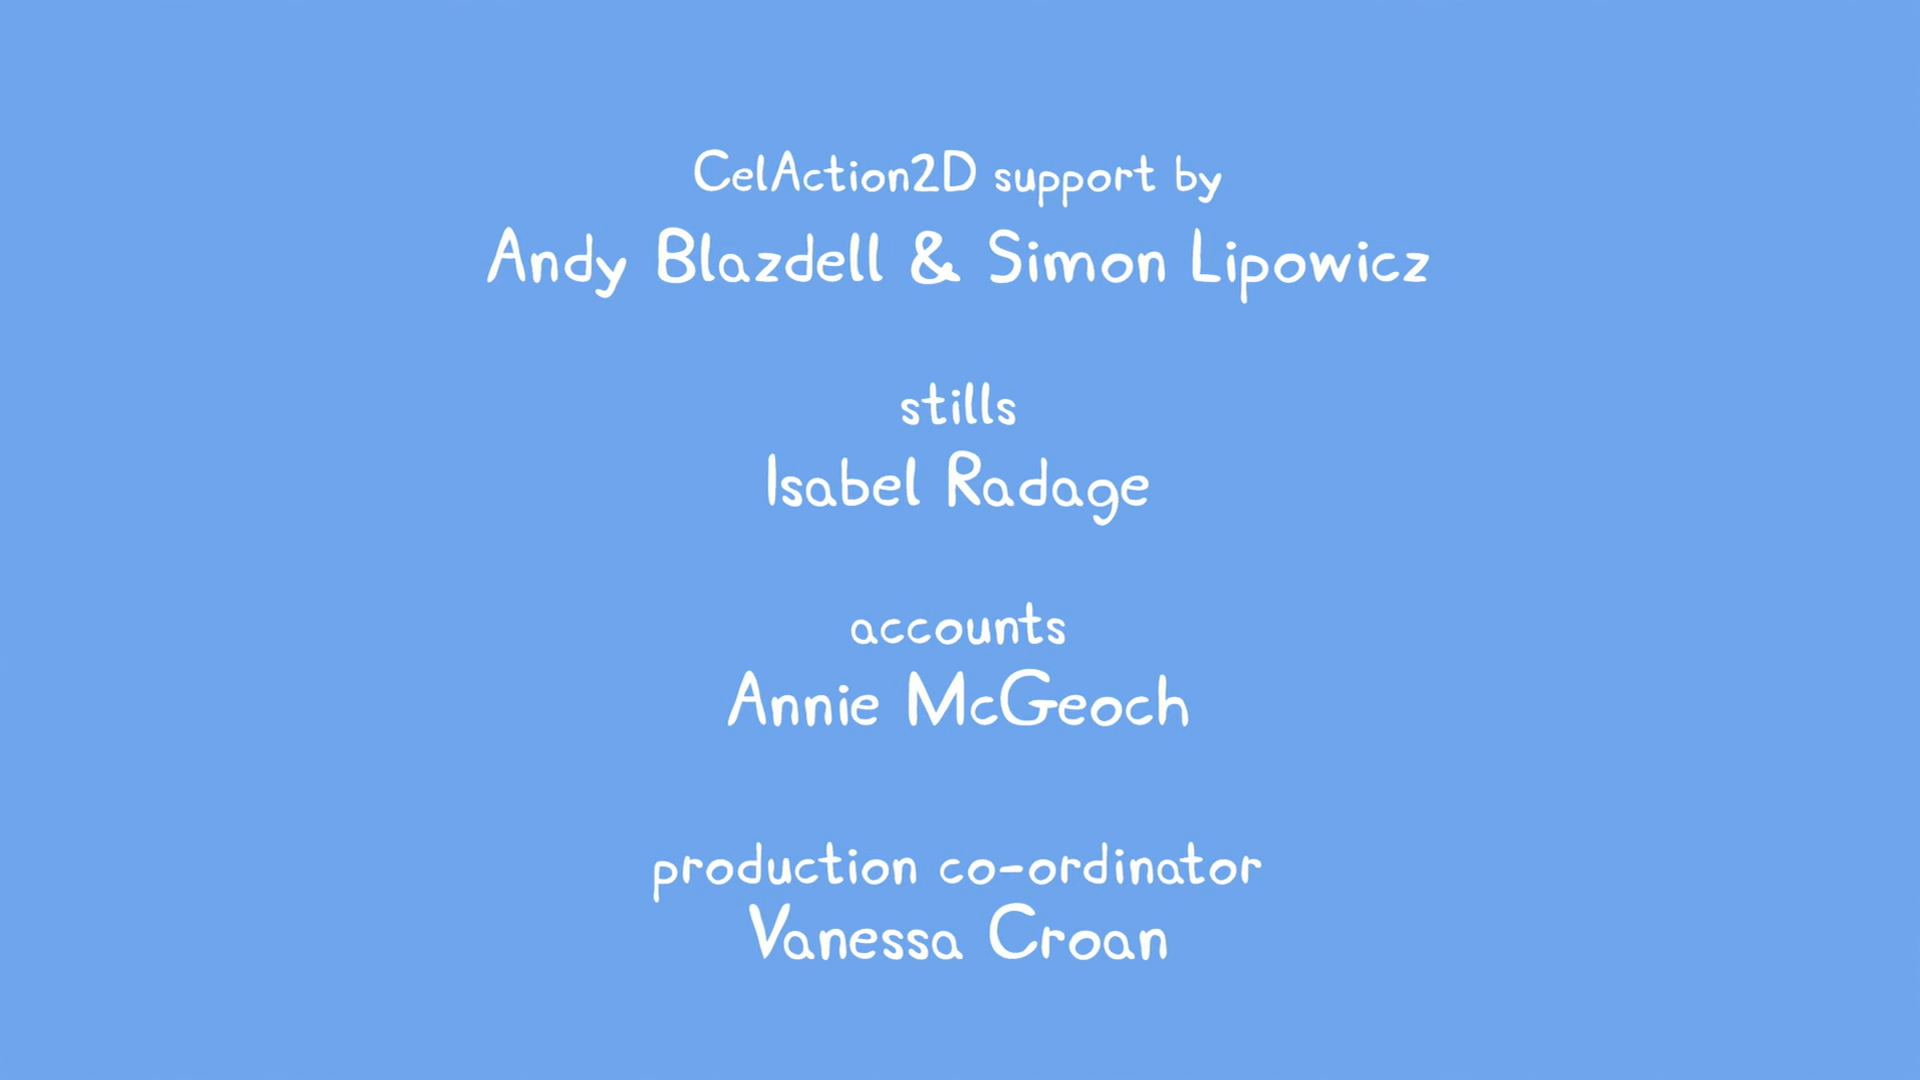 CelAction2D support by
Andy Blazdell & Simon Lipowicz
stills
Isabel Radage
accounts
Annie McGeoch
production co-ordinator
Vanessa Croan